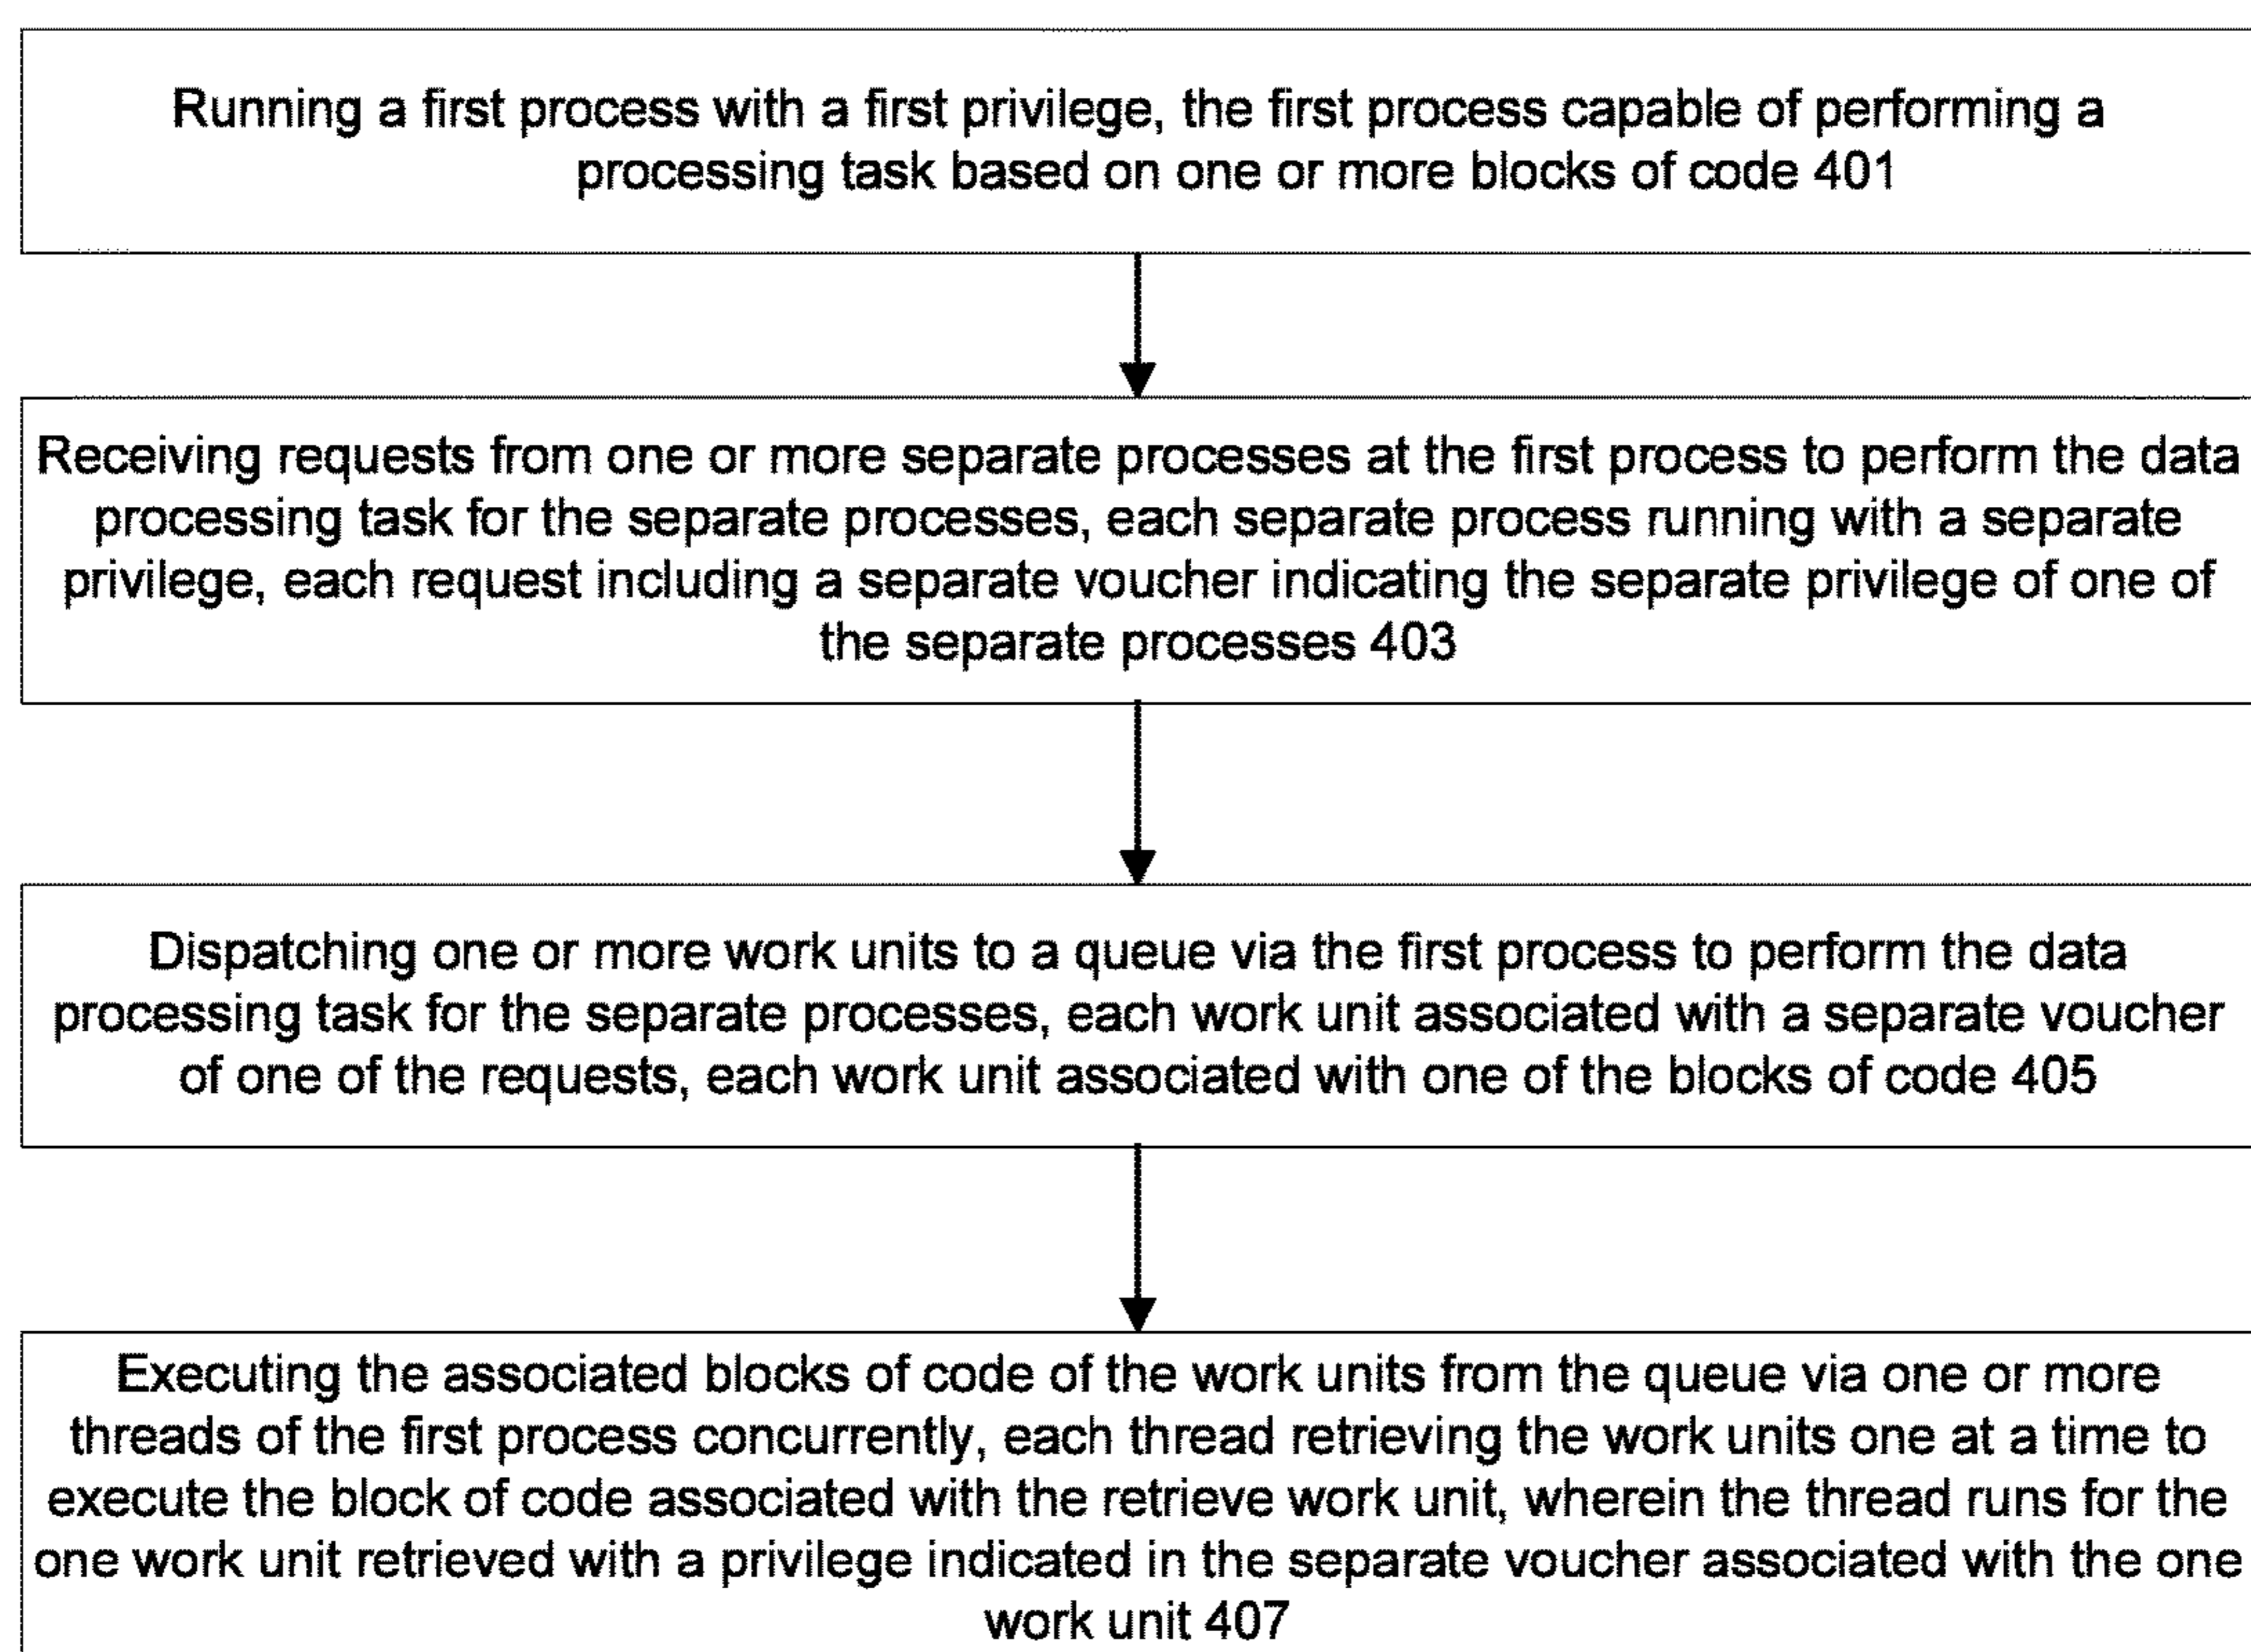 Running a first process with a first privilege, the first process capable of performing a
processing task based on one or more blocks of code 401
Receiving requests from one or more separate processes at the first process to perform the data
processing task for the separate processes, each separate process running with a separate
privilege, each request including a separate voucher indicating the separate privilege of one of
the separate processes 403
Dispatching one or more work units to a queue via the first process to perform the data
processing task for the separate processes, each work unit associated with a separate voucher
of one of the requests, each work unit associated with one of the blocks of code 405
Executing the associated blocks of code of the work units from the queue via one or more
threads of the first process concurrently, each thread retrieving the work units one at a time to
execute the block of code associated with the retrieve work unit, wherein the thread runs for the
one work unit retrieved with a privilege indicated in the separate voucher associated with the one
work unit 407